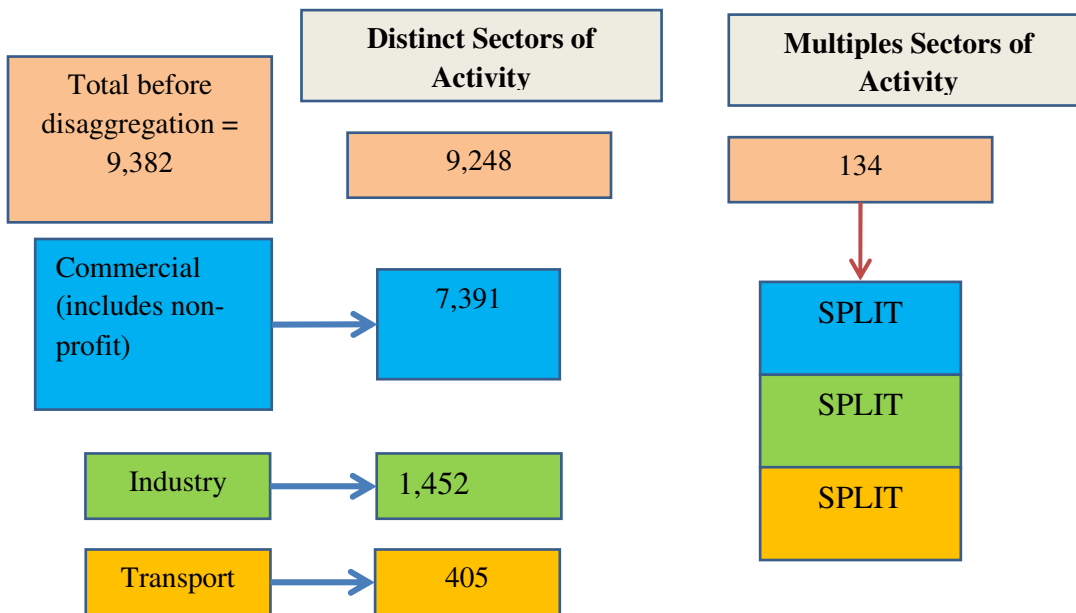 Total before
disaggregation =
9,382
Distinct Sectors of
Activity
Multiples Sectors of
Activity
9,248
134
Commercial
(includes non-
profit)
7,391
SPLIT
Industry
1,452
SPLIT
Transport
405
SPLIT